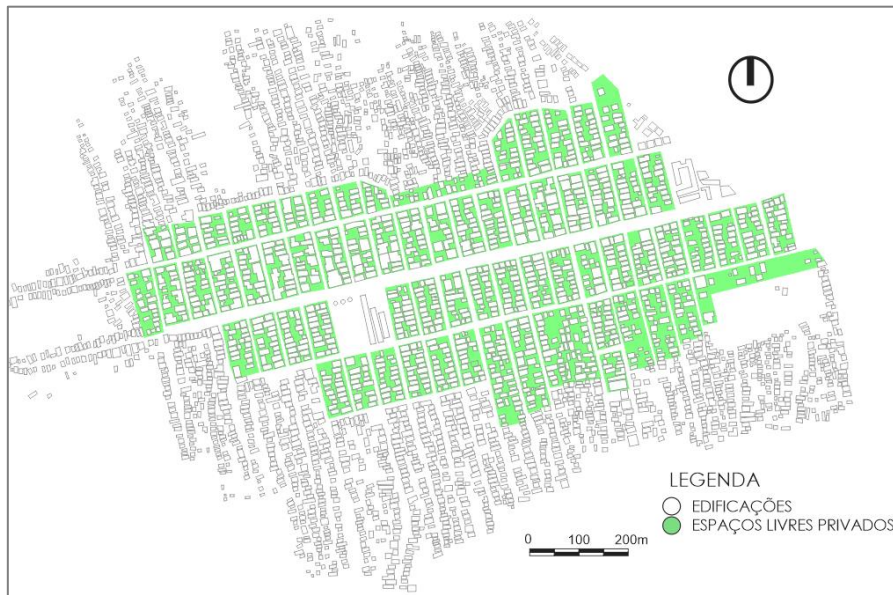 LEGENDA
EDIFICAÇÕES
ESPAÇOS LIVRES PRIVADOS
0 100 200m